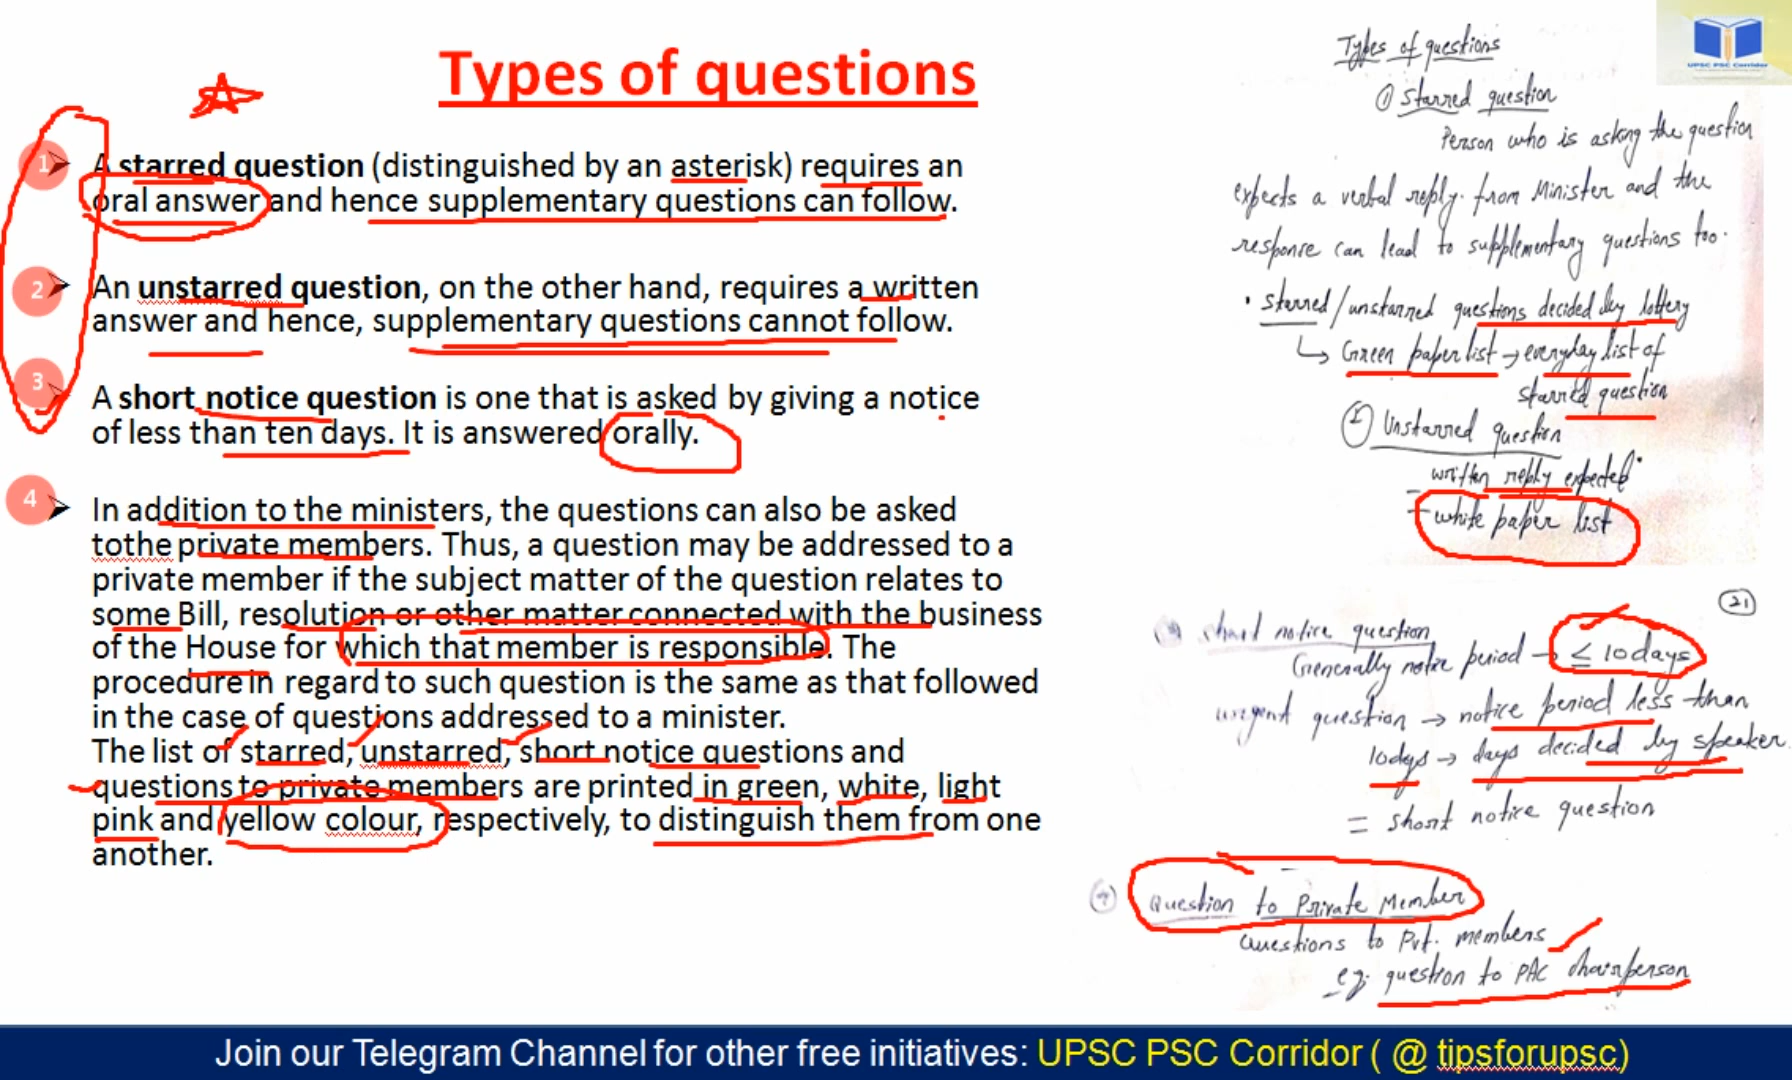 Types of questions
1
A starred question (distinguished by an asterisk) requires an
oral answer and hence supplementary questions can follow.
2
An unstarred question, on the other hand, requires a written
answer and hence, supplementary questions cannot follow.
3
A short notice question is one that is asked by giving a notice
of less than ten days. It is answered orally.
4
In addition to the ministers, the questions can also be asked
tothe private members. Thus, a question may be addressed to a
private member if the subject matter of the question relates to
some Bill, resolution or other matter connected with the business
of the House for which that member is responsible. The
procedure in regard to such question is the same as that followed
in the case of questions addressed to a minister.
The list of starred, unstarred, short notice questions and
questions to private members are printed in green, white, light
pink and yellow colour, respectively, to distinguish them from one
another.
UPSC PSC Corridor
Types of questions
① Starred question
Person who is asking the question
expects a verbal reply from Minister and the
response can lead to supplementary questions too.
• starred/unstarred questions decided by lottery
↳ Green paper list → everyday list of
starred question
② Unstarred question
= written reply expected
- white paper list
21
short notice question
Generally notice period → ≤ 10 days
urgent question → notice period less than
10 dys → days decided by speaker.
= short notice question
Question to Private Member
Questions to Pvt. members
eg. question to PAC chairperson
Join our Telegram Channel for other free initiatives: UPSC PSC Corridor ( @ tipsforupsc)